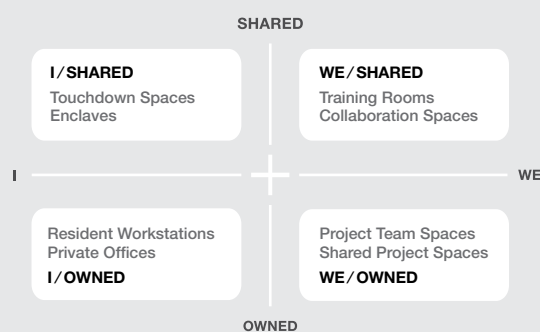 SHARED
I/SHARED
Touchdown Spaces
Enclaves
WE/SHARED
Training Rooms
Collaboration Spaces
I
WE
Resident Workstations
Private Offices
I/OWNED
Project Team Spaces
Shared Project Spaces
WE/OWNED
OWNED